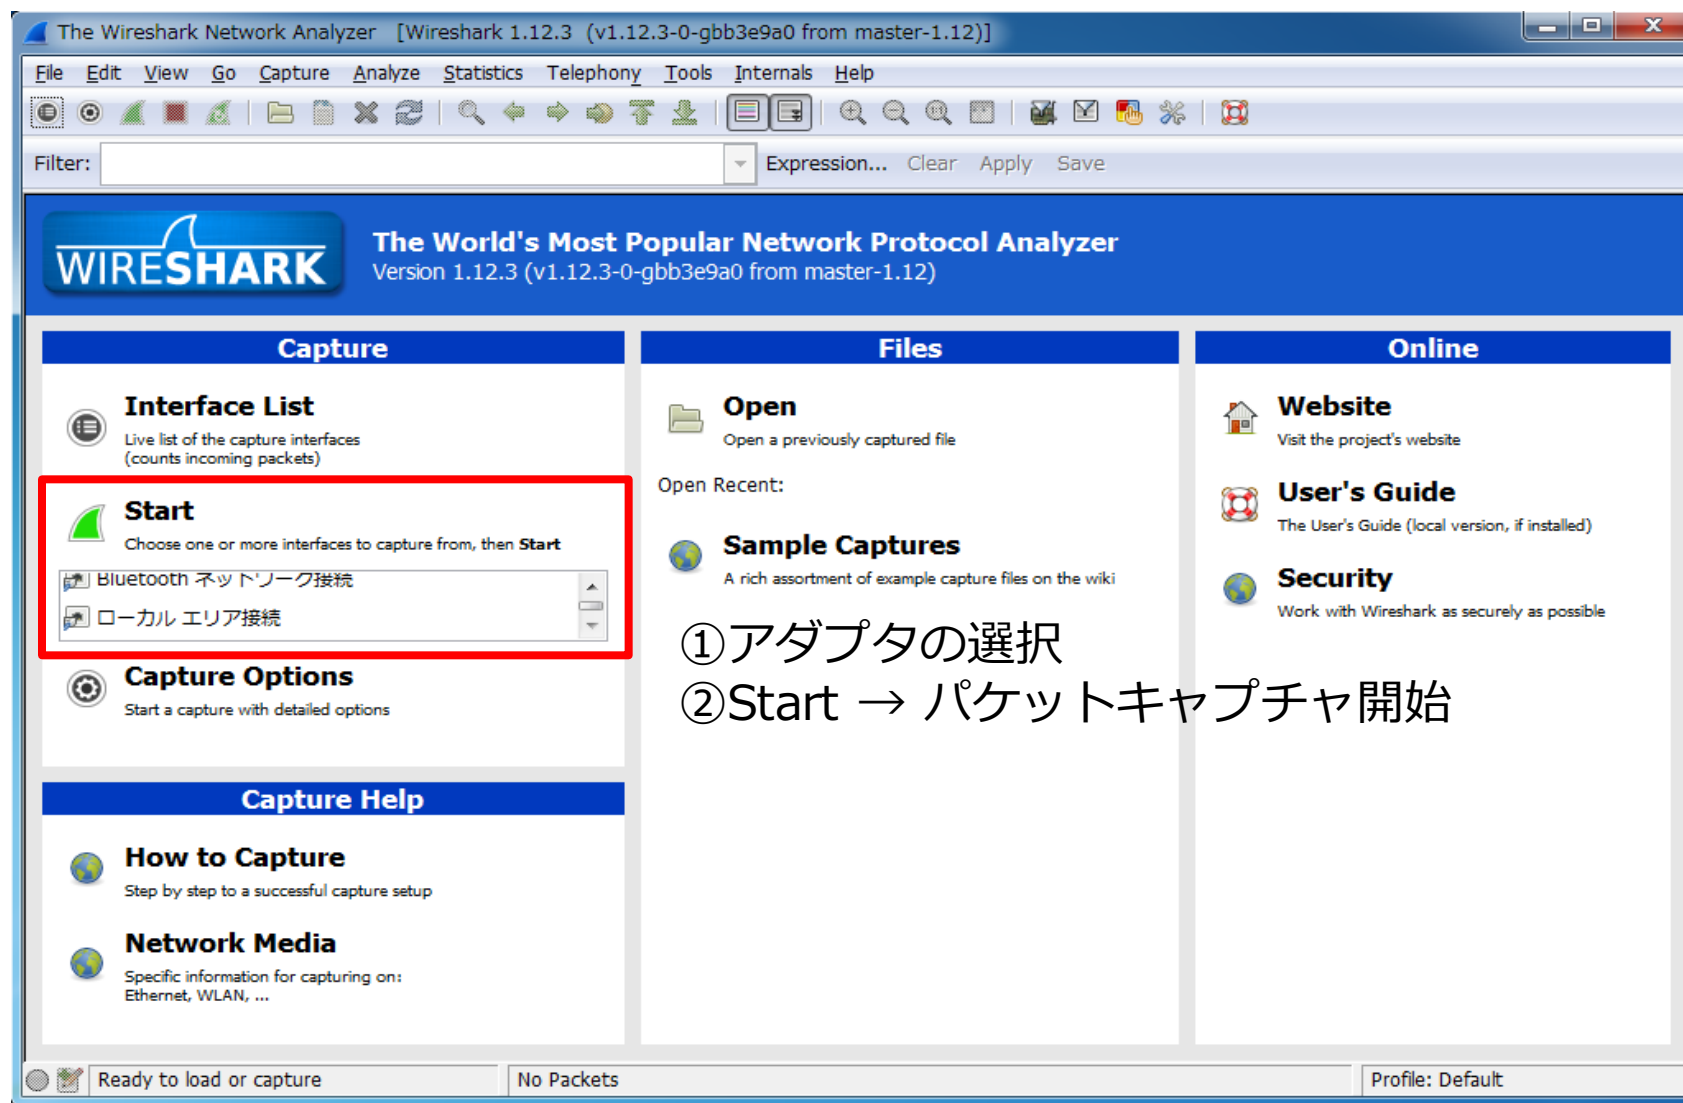 The Wireshark Network Analyzer [Wireshark 1.12.3 (v1.12.3-0-gbb3e9a0 from master-1.12)]
File Edit View Go Capture Analyze Statistics Telephony Tools Internals Help
Filter: Expression... Clear Apply Save
WIRESHARK
The World's Most Popular Network Protocol Analyzer
Version 1.12.3 (v1.12.3-0-gbb3e9a0 from master-1.12)
Capture
Interface List
Live list of the capture interfaces
(counts incoming packets)
Start
Choose one or more interfaces to capture from, then Start
Bluetooth ネットワーク接続
ローカル エリア接続
Capture Options
Start a capture with detailed options
Capture Help
How to Capture
Step by step to a successful capture setup
Network Media
Specific information for capturing on:
Ethernet, WLAN, ...
Files
Open
Open a previously captured file
Open Recent:
Sample Captures
A rich assortment of example capture files on the wiki
①アダプタの選択
②Start → パケットキャプチャ開始
Online
Website
Visit the project's website
User's Guide
The User's Guide (local version, if installed)
Security
Work with Wireshark as securely as possible
Ready to load or capture
No Packets
Profile: Default